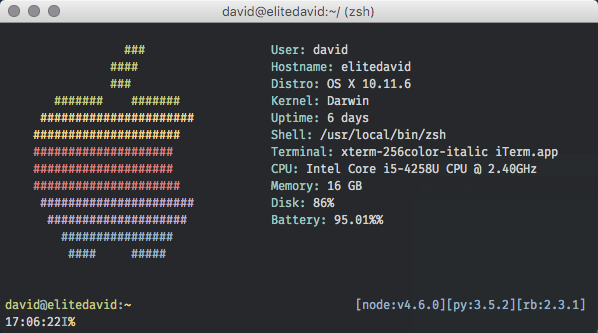 david@elitedavid:~/ (zsh)
###
User: david
####
Hostname: elitedavid
###
Distro: OS X 10.11.6
#######    #######
Kernel: Darwin
######################
Uptime: 6 days
#####################
Shell: /usr/local/bin/zsh
####################
Terminal: xterm-256color-italic iTerm.app
####################
CPU: Intel Core i5-4258U CPU @ 2.40GHz
#####################
Memory: 16 GB
######################
Disk: 86%
####################
Battery: 95.01%%
################
####     #####
david@elitedavid:~ [node:v4.6.0][py:3.5.2][rb:2.3.1]
17:06:22%